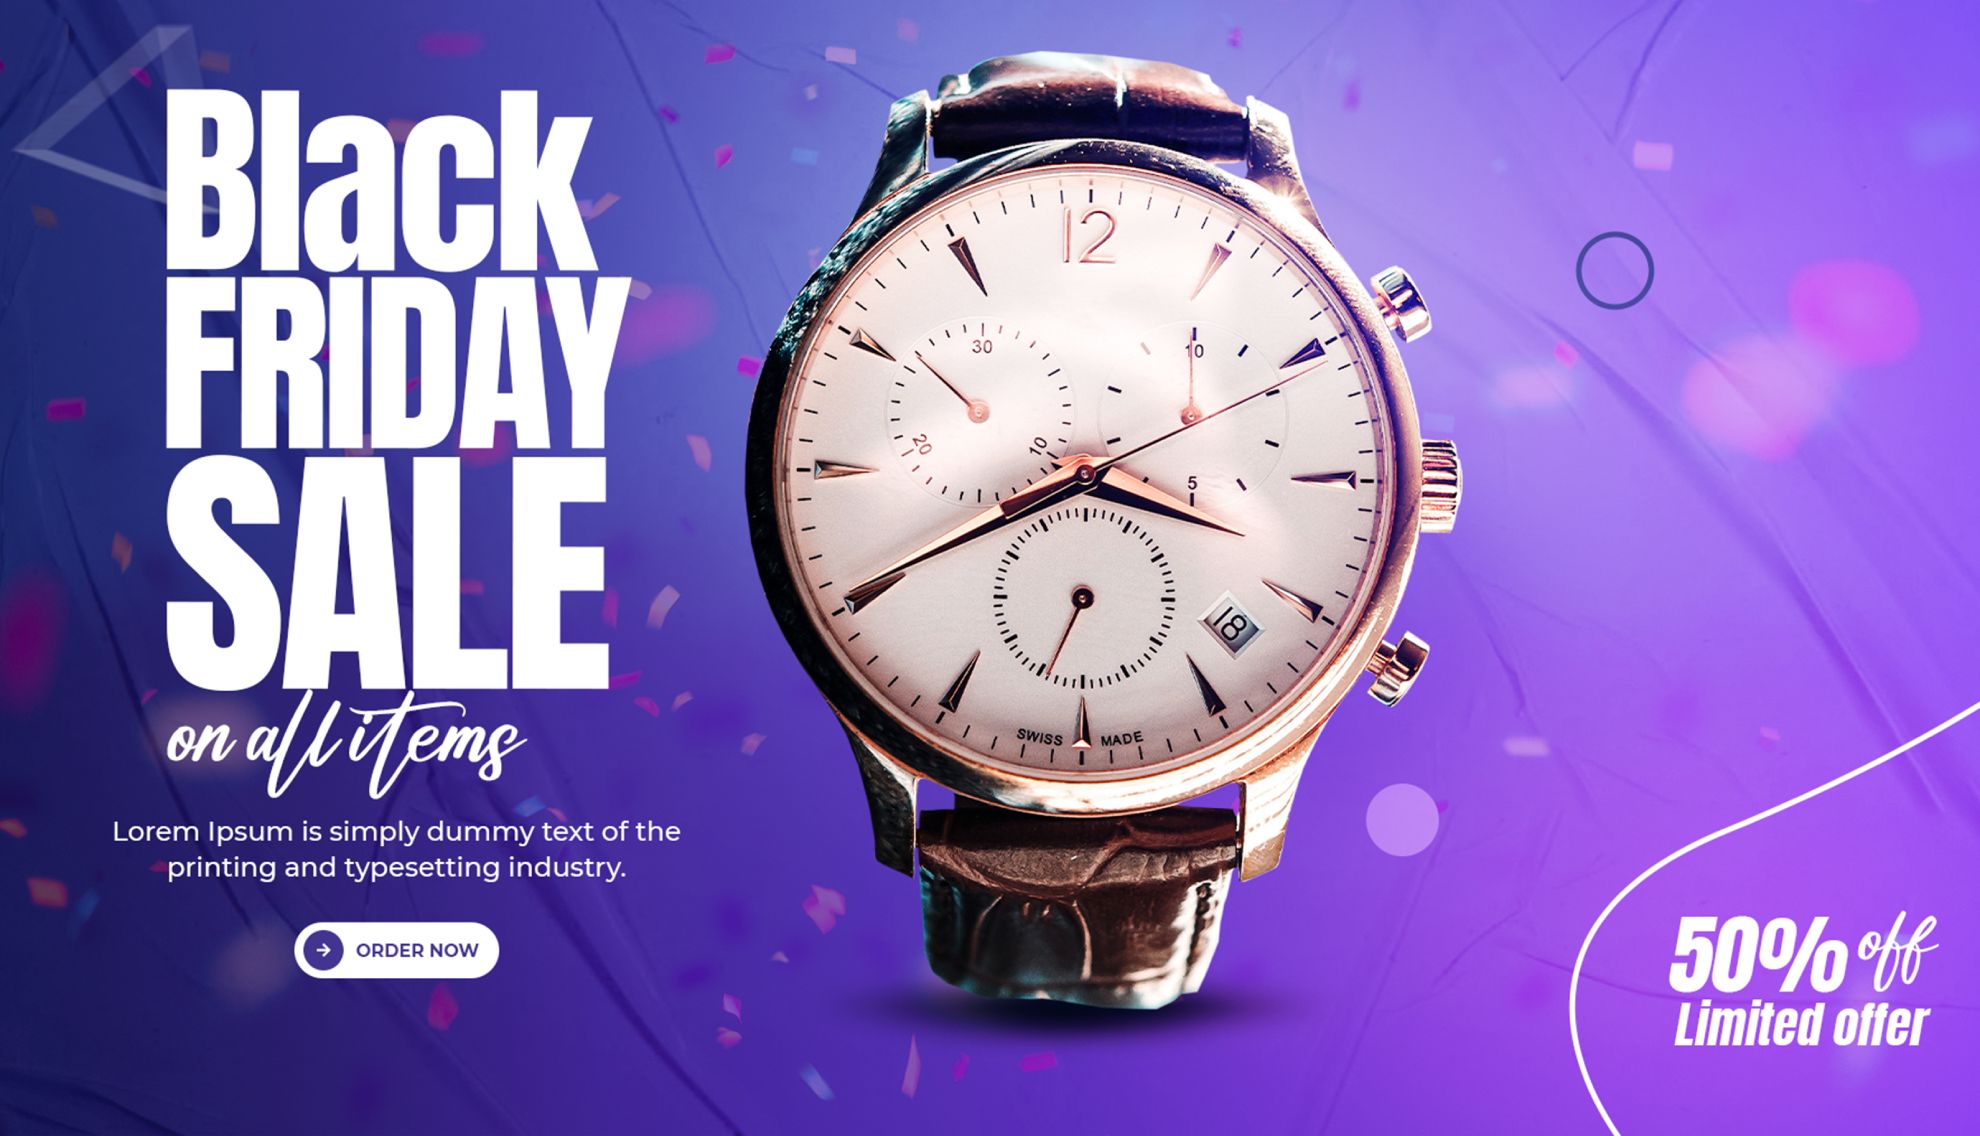 Black
FRIDAY
SALE
on all items
Lorem Ipsum is simply dummy text of the
printing and typesetting industry.
ORDER NOW
12
30
20
10
10
5
18
SWISS MADE
50% off
Limited offer